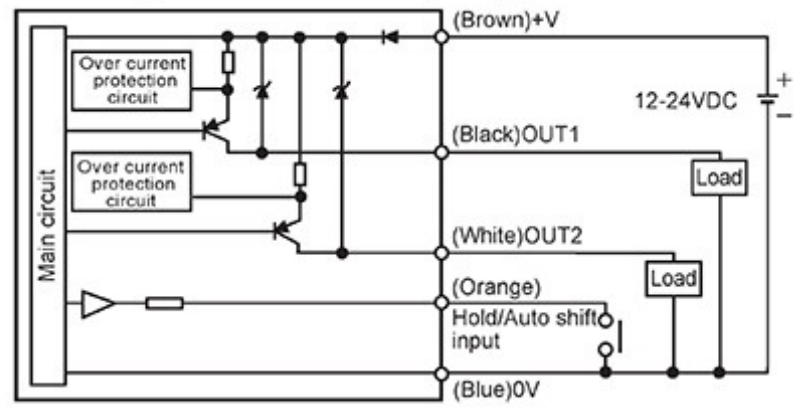 (Brown)+V
Over current
protection
circuit
12-24VDC
+
−
(Black)OUT1
Over current
protection
circuit
Load
Main circuit
(White)OUT2
Load
(Orange)
Hold/Auto shift
input
(Blue)0V